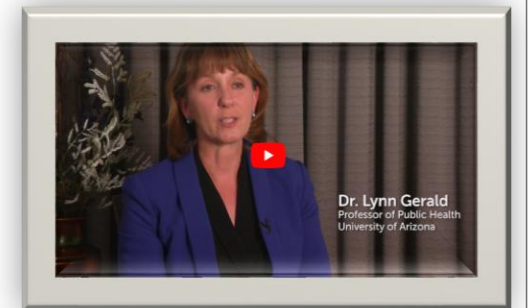 Dr. Lynn Gerald
Professor of Public Health
University of Arizona